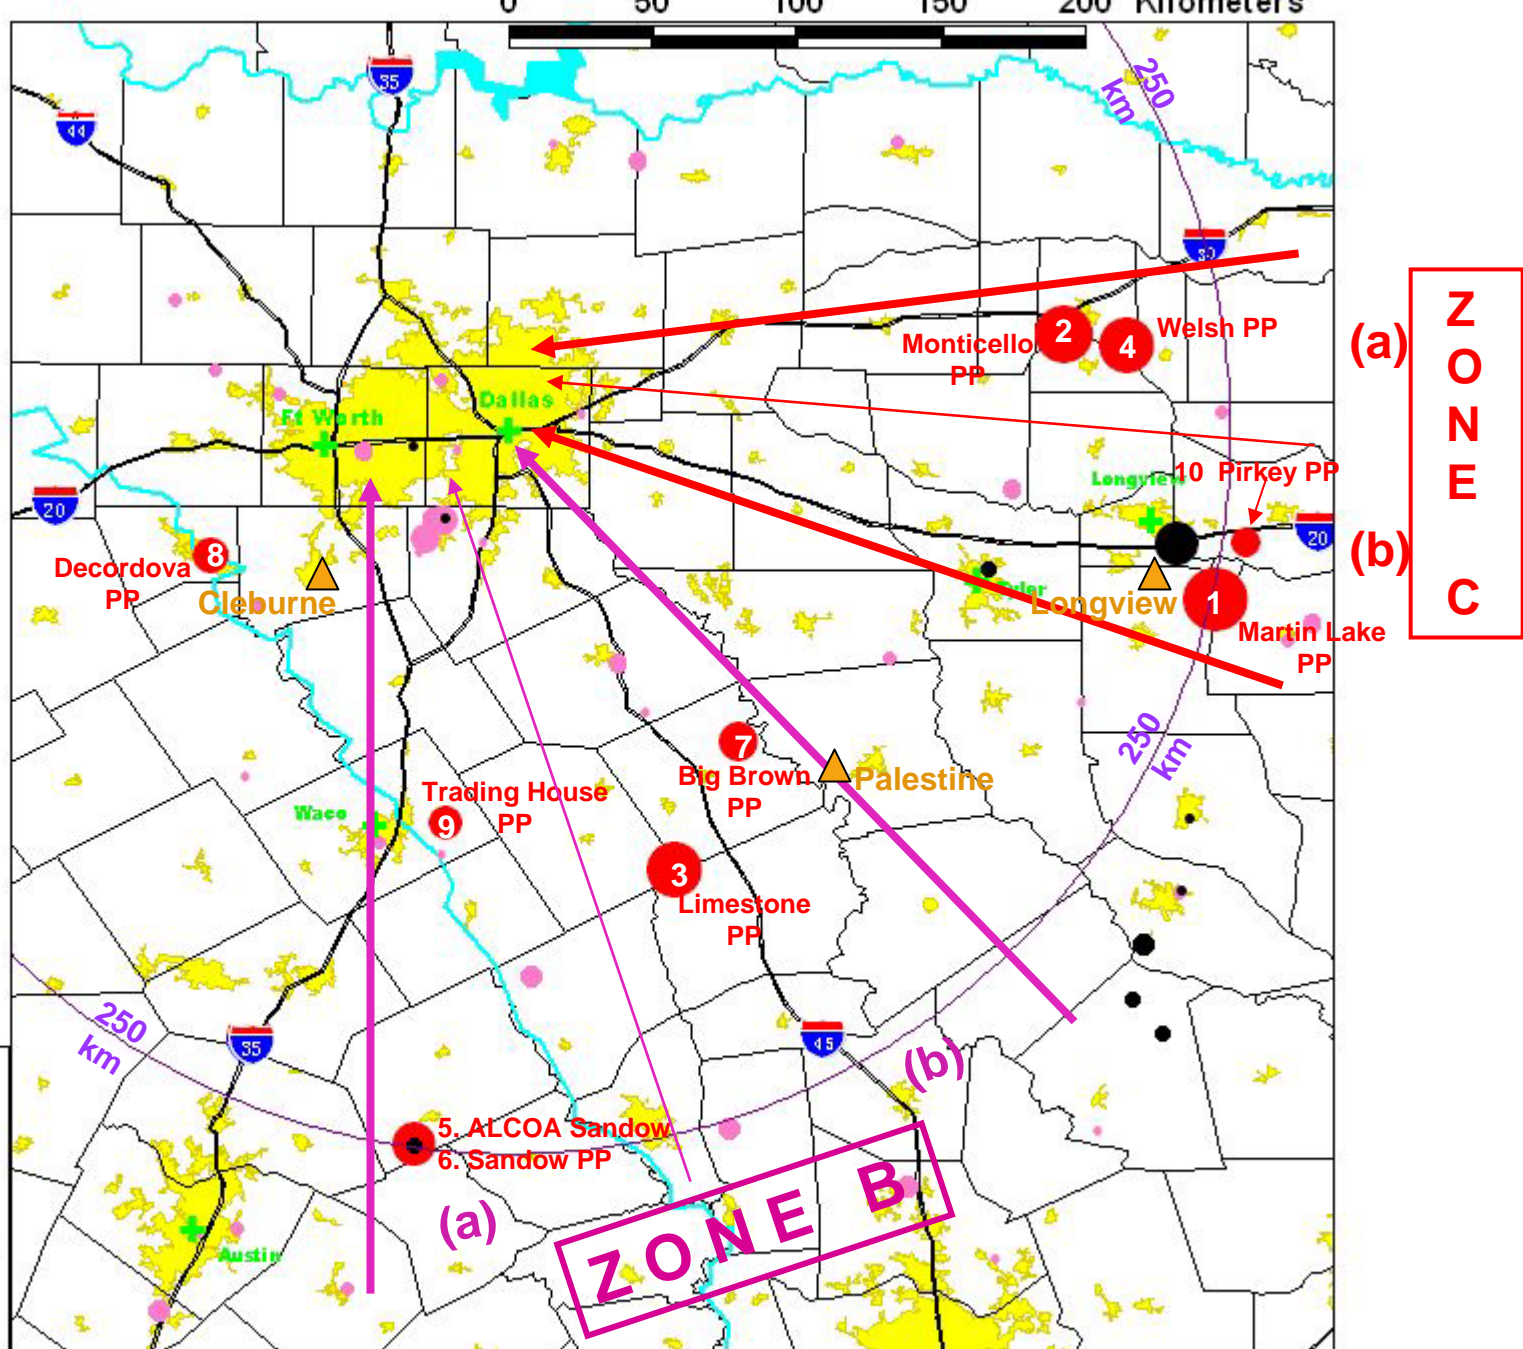 0 50 100 150 200 Kilometers
250
km
35
44
30
Z
O
N
E
C
(a)
Monticello
PP
2
4
Welsh PP
Dallas
Ft Worth
10 Pirkey PP
Longview
20
20
(b)
8
Decordova
PP
Cleburne
Tyler
Longview
1
Martin Lake
PP
250
km
7
Big Brown
PP
Palestine
Trading House
PP
9
Waco
3
Limestone
PP
250
km
35
45
(b)
5. ALCOA Sandow
6. Sandow PP
(a)
ZONE B
Austin